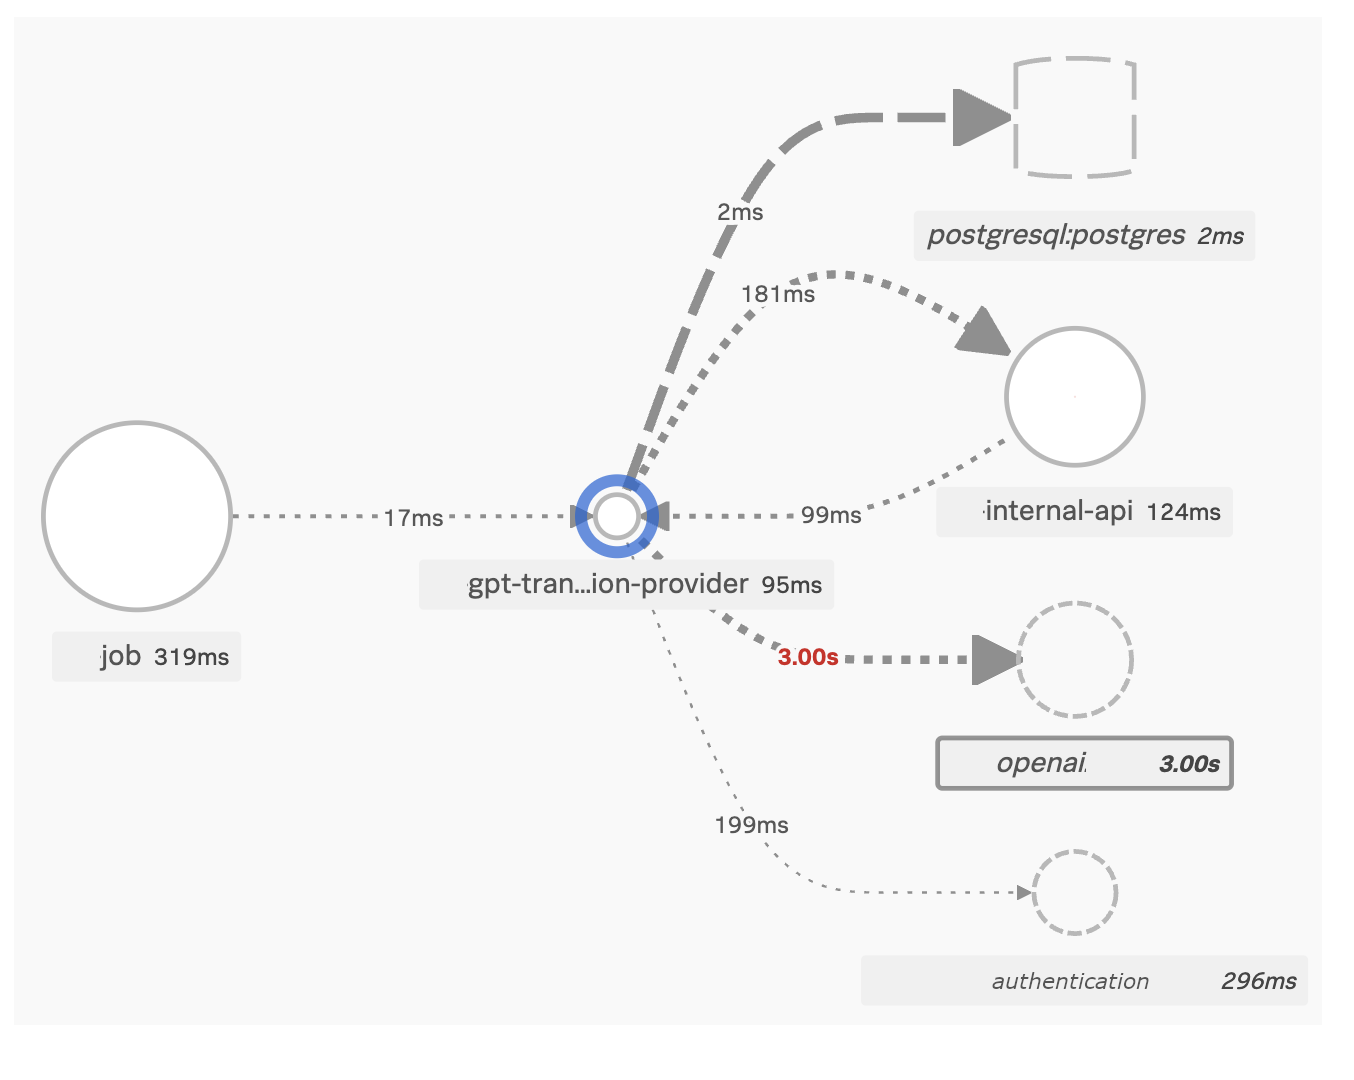 2ms
postgresql:postgres 2ms
181ms
17ms
99ms
internal-api 124ms
gpt-tran...ion-provider 95ms
job 319ms
3.00s
openai. 3.00s
199ms
authentication 296ms